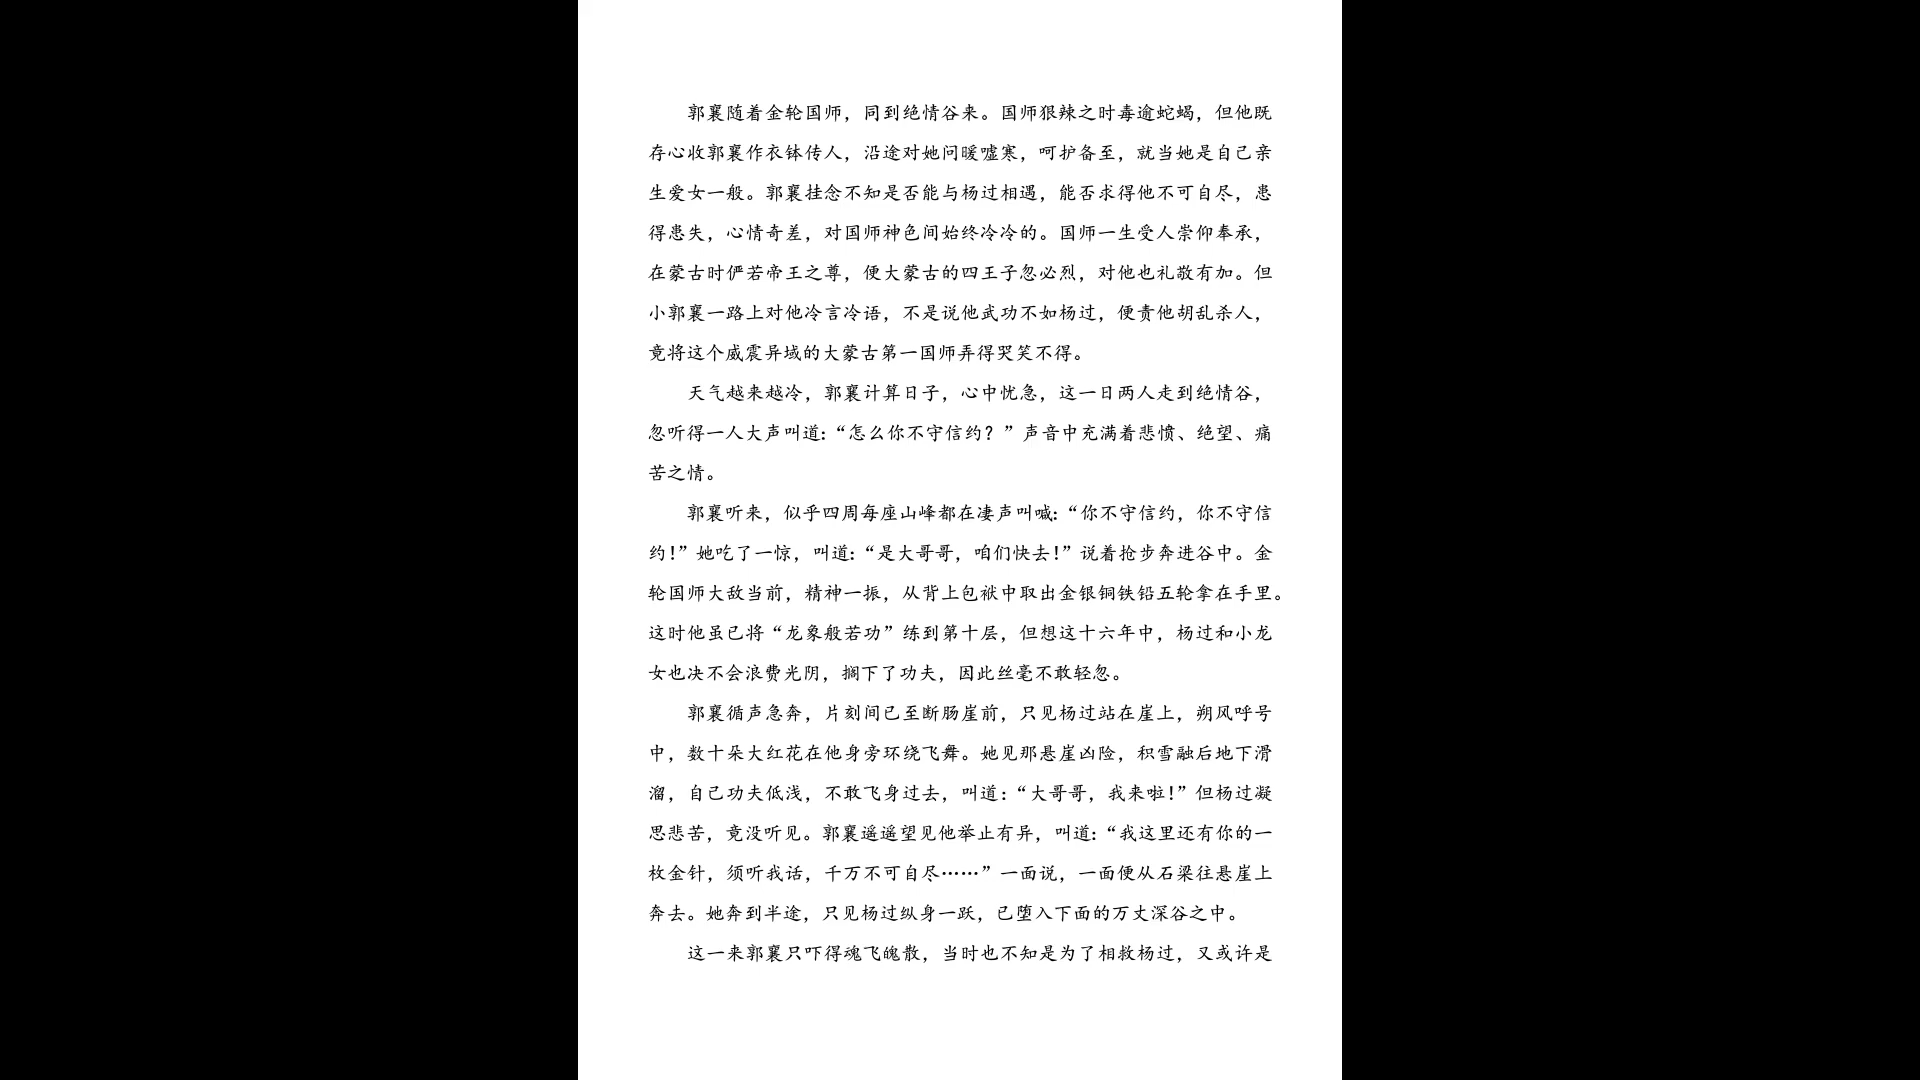 郭襄随着金轮国师，同到绝情谷来。国师狠辣之时毒逾蛇蝎，但他既
存心收郭襄作衣钵传人，沿途对她问暖嘘寒，呵护备至，就当她是自己亲
生爱女一般。郭襄挂念不知是否能与杨过相遇，能否求得他不可自尽，患
得患失，心情奇差，对国师神色间始终冷冷的。国师一生受人崇仰奉承，
在蒙古时俨若帝王之尊，便大蒙古的四王子忽必烈，对他也礼敬有加。但
小郭襄一路上对他冷言冷语，不是说他武功不如杨过，便责他胡乱杀人，
竟将这个威震异域的大蒙古第一国师弄得哭笑不得。
天气越来越冷，郭襄计算日子，心中忧急，这一日两人走到绝情谷，
忽听得一人大声叫道：“怎么你不守信约？”声音中充满着悲愤、绝望、痛
苦之情。
郭襄听来，似乎四周每座山峰都在凄声叫喊：“你不守信约，你不守信
约！”她吃了一惊，叫道：“是大哥哥，咱们快去！”说着抢步奔进谷中。金
轮国师大敌当前，精神一振，从背上包袱中取出金银铜铁铅五轮拿在手里。
这时他虽已将“龙象般若功”练到第十层，但想这十六年中，杨过和小龙
女也决不会浪费光阴，搁下了功夫，因此丝毫不敢轻忽。
郭襄循声急奔，片刻间已至断肠崖前，只见杨过站在崖上，朔风呼号
中，数十朵大红花在他身旁环绕飞舞。她见那悬崖凶险，积雪融后地下滑
溜，自己功夫低浅，不敢飞身过去，叫道：“大哥哥，我来啦！”但杨过凝
思悲苦，竟没听见。郭襄遥遥望见他举止有异，叫道：“我这里还有你的一
枚金针，须听我话，千万不可自尽……”一面说，一面便从石梁往悬崖上
奔去。她奔到半途，只见杨过纵身一跃，已堕入下面的万丈深谷之中。
这一来郭襄只吓得魂飞魄散，当时也不知是为了相救杨过，又或许是